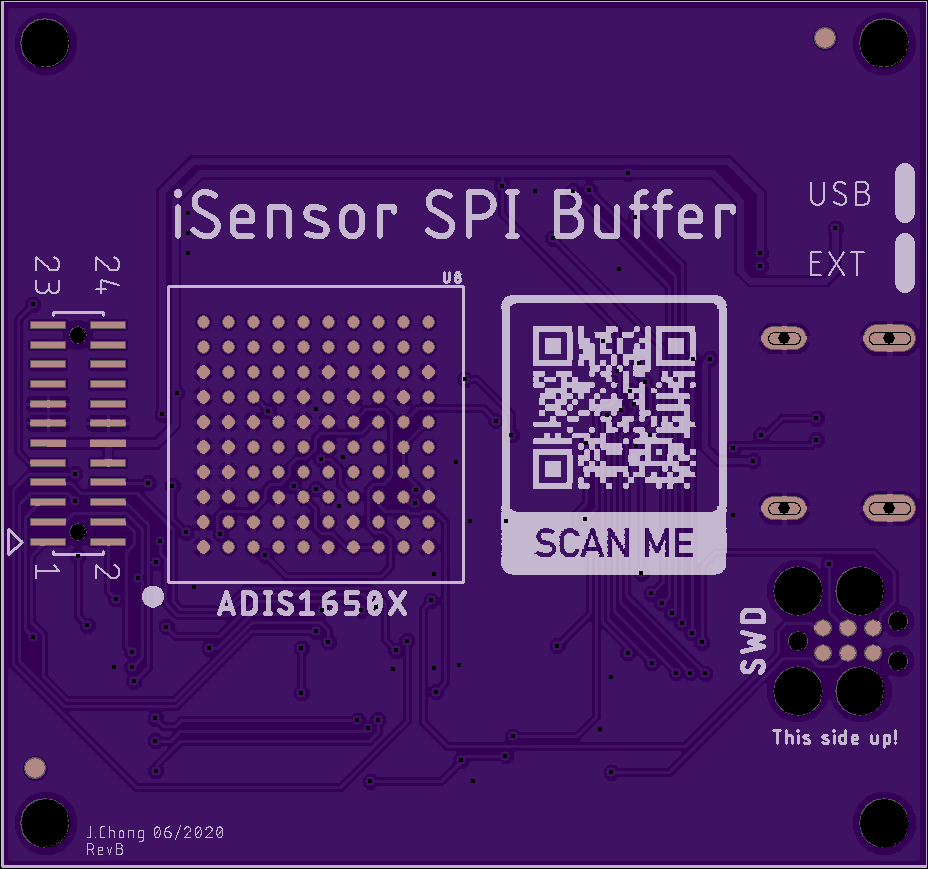 iSensor SPI Buffer
USB
EXT
23 24
U8
SCAN ME
1 2
ADIS1650X
SWD
This side up!
J.Chong 06/2020
RevB